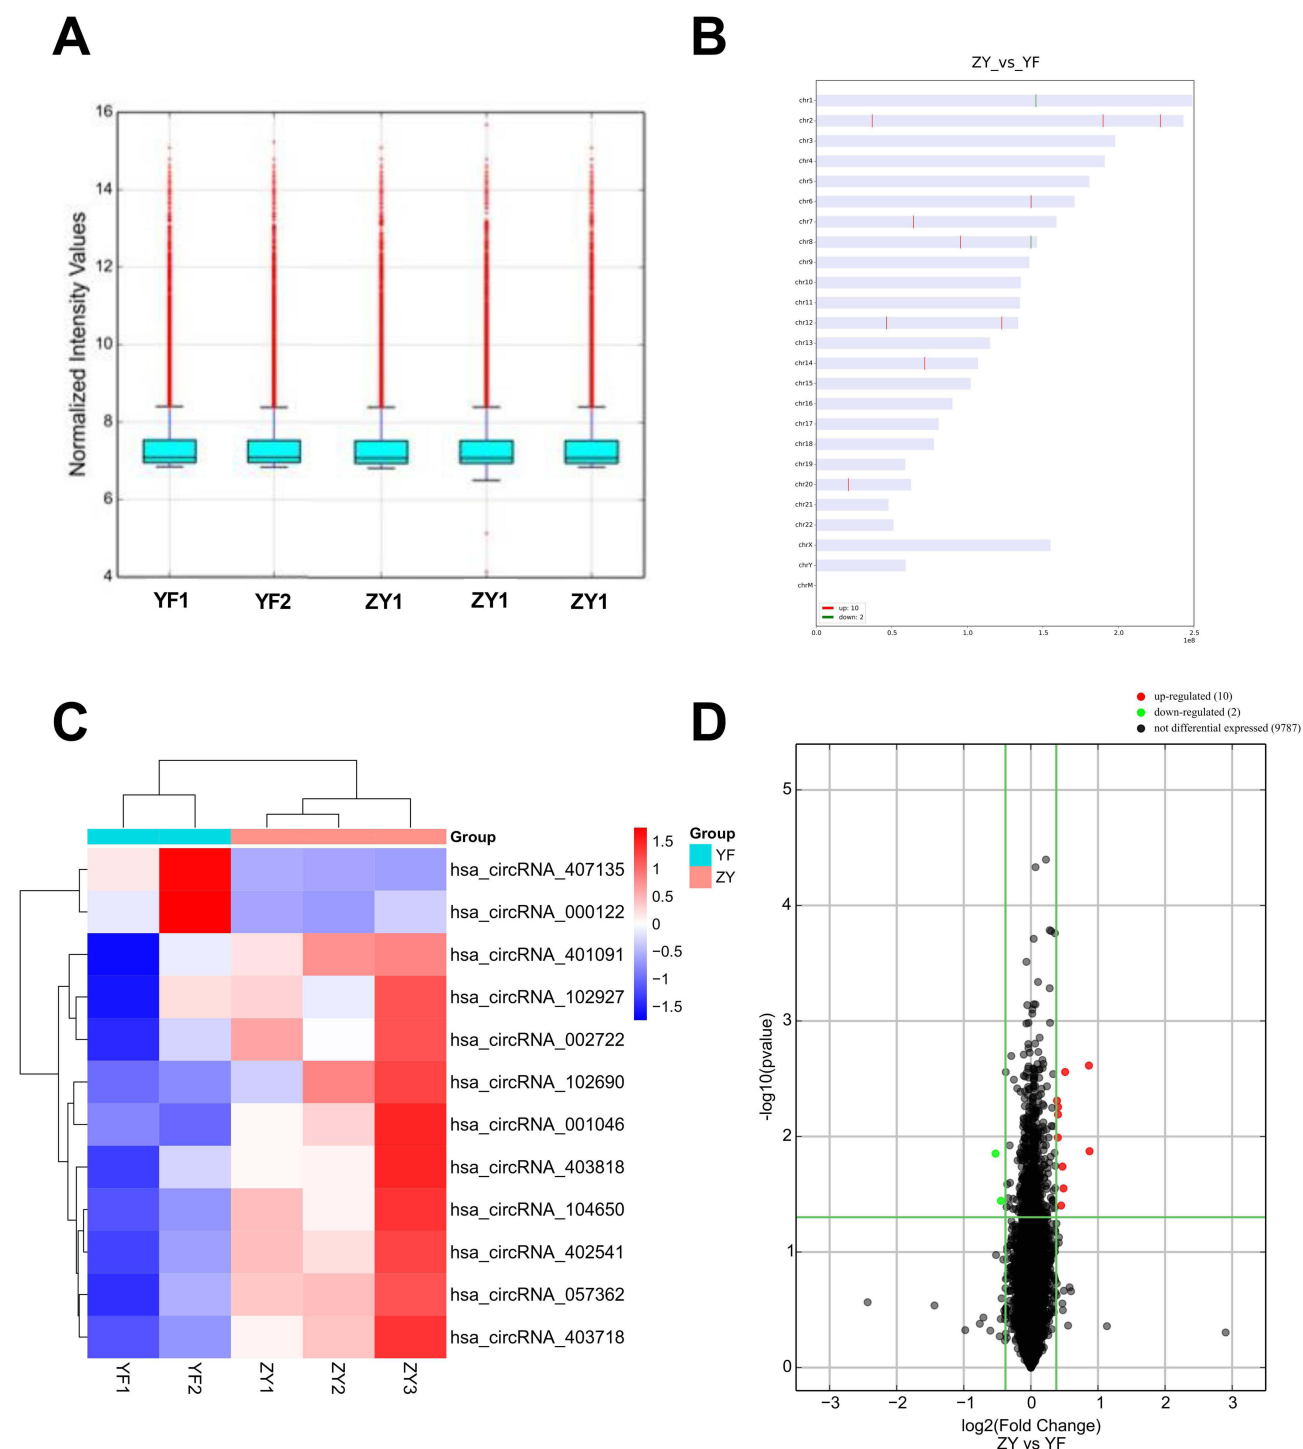 A
16
14
12
10
8
6
4
Normalized Intensity Values
YF1 YF2 ZY1 ZY1 ZY1
B
ZY_vs_YF
chr1
chr2
chr3
chr4
chr5
chr6
chr7
chr8
chr9
chr10
chr11
chr12
chr13
chr14
chr15
chr16
chr17
chr18
chr19
chr20
chr21
chr22
chrX
chrY
chrM
up: 10
down: 2
0.0 0.5 1.0 1.5 2.0 2.5
1e8
C
Group
hsa_circRNA_407135
hsa_circRNA_000122
hsa_circRNA_401091
hsa_circRNA_102927
hsa_circRNA_002722
hsa_circRNA_102690
hsa_circRNA_001046
hsa_circRNA_403818
hsa_circRNA_104650
hsa_circRNA_402541
hsa_circRNA_057362
hsa_circRNA_403718
YF1 YF2 ZY1 ZY2 ZY3
1.5
1
0.5
0
−0.5
−1
−1.5
Group
YF
ZY
D
up-regulated (10)
down-regulated (2)
not differential expressed (9787)
5
4
3
2
1
0
-log10(pvalue)
−3 −2 −1 0 1 2 3
log2(Fold Change)
ZY vs YF